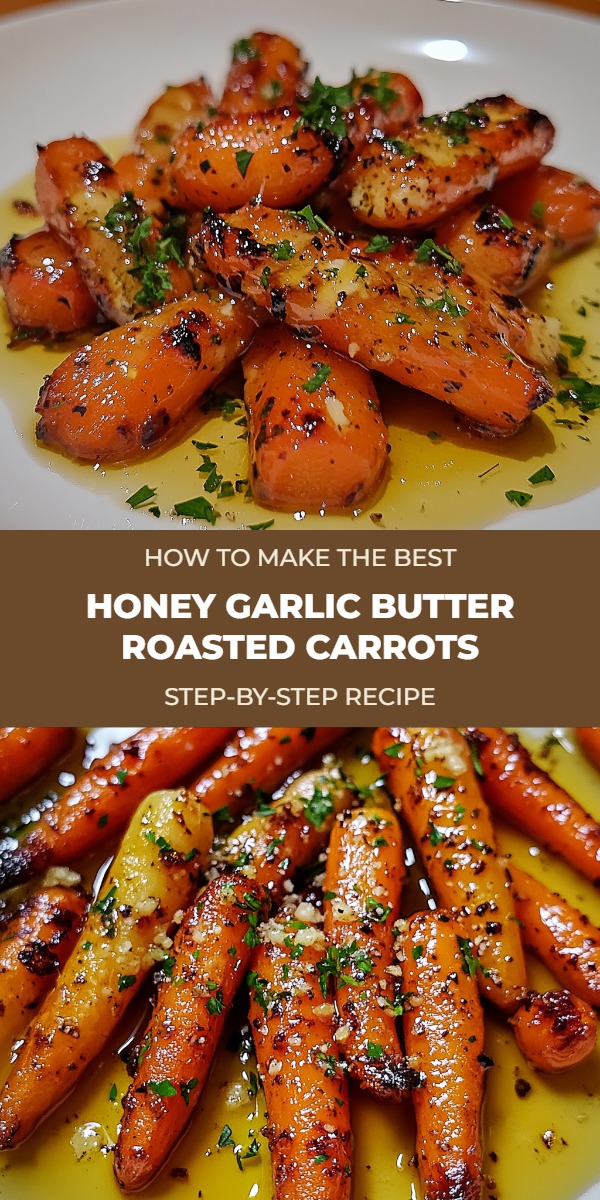 HOW TO MAKE THE BEST
HONEY GARLIC BUTTER
ROASTED CARROTS
STEP-BY-STEP RECIPE